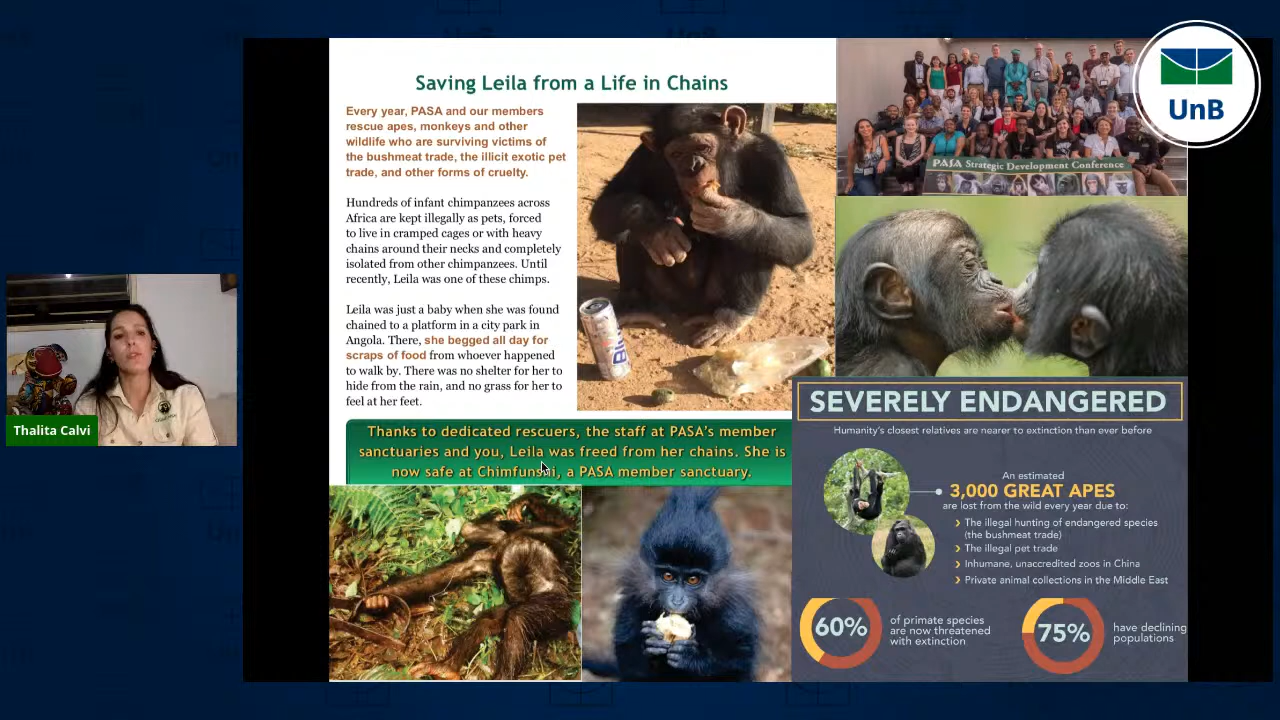 Saving Leila from a Life in Chains
Every year, PASA and our members
rescue apes, monkeys and other
wildlife who are surviving victims of
the bushmeat trade, the illicit exotic pet
trade, and other forms of cruelty.
Hundreds of infant chimpanzees across
Africa are kept illegally as pets, forced
to live in cramped cages or with heavy
chains around their necks and completely
isolated from other chimpanzees. Until
recently, Leila was one of these chimps.
Leila was just a baby when she was found
chained to a platform in a city park in
Angola. There, she begged all day for
scraps of food from whoever happened
to walk by. There was no shelter for her to
hide from the rain, and no grass for her to
feel at her feet.
Thanks to dedicated rescuers, the staff at PASA's member
sanctuaries and you, Leila was freed from her chains. She is
now safe at Chimfunshi, a PASA member sanctuary.
PASA Strategic Development Conference
UnB
SEVERELY ENDANGERED
Humanity's closest relatives are nearer to extinction than ever before
An estimated
3,000 GREAT APES
are lost from the wild every year due to:
The illegal hunting of endangered species
(the bushmeat trade)
The illegal pet trade
Inhumane, unaccredited zoos in China
Private animal collections in the Middle East
60%
of primate species
are now threatened
with extinction
75%
have declining
populations
Thalita Calvi